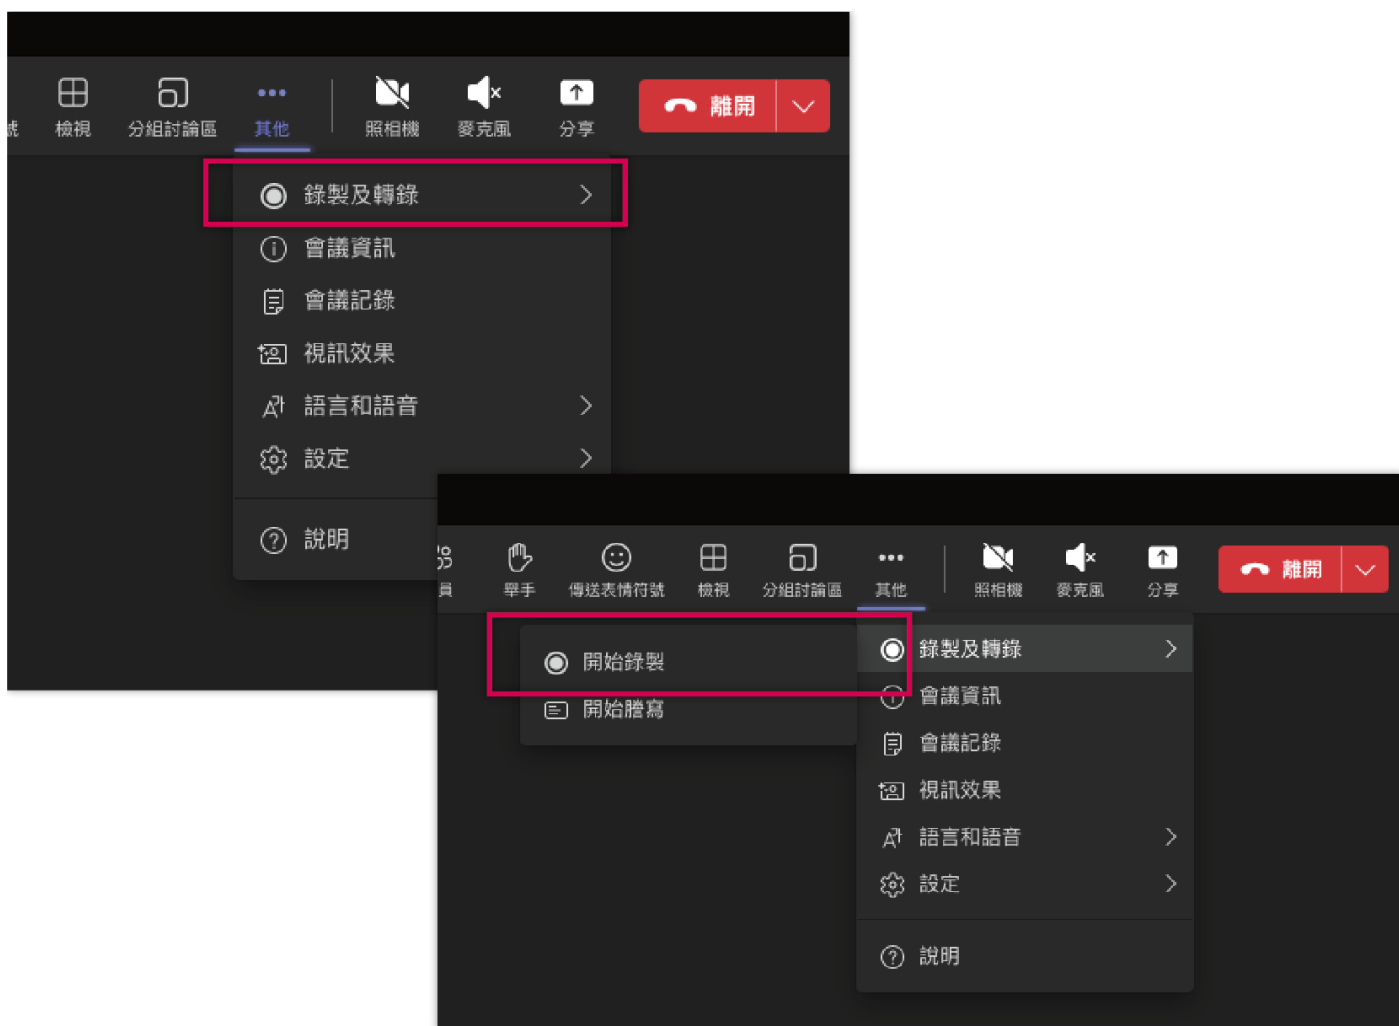 檢視 分組討論區 其他 照相機 麥克風 分享 離開
錄製及轉錄
會議資訊
會議記錄
視訊效果
語言和語音
設定
說明
員 舉手 傳送表情符號 檢視 分組討論區 其他 照相機 麥克風 分享 離開
開始錄製
開始謄寫
錄製及轉錄
會議資訊
會議記錄
視訊效果
語言和語音
設定
說明